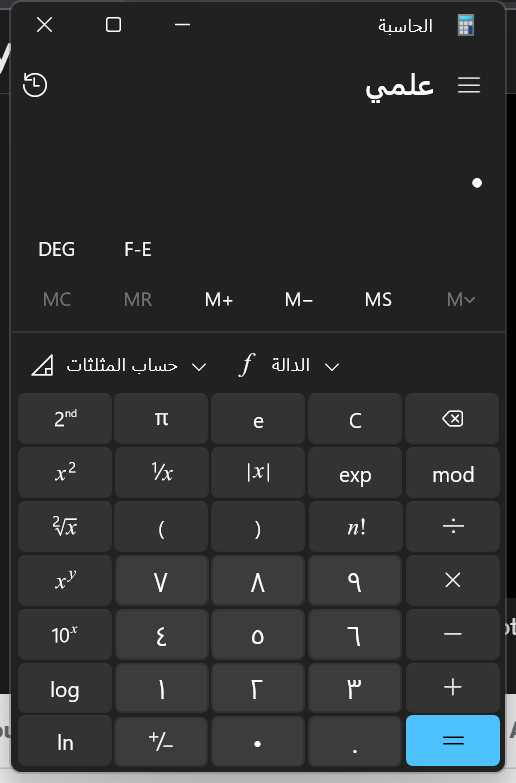 الحاسبة
علمي
٠
DEG F-E
MC MR M+ M− MS M
حساب المثلثات f الدالة
2ⁿᵈ π e C
x² ¹/x |x| exp mod
²√x ( ) n! ÷
xʸ ٧ ٨ ٩ ×
10ˣ ٤ ٥ ٦ −
log ١ ٢ ٣ +
ln +/− ٠ . =